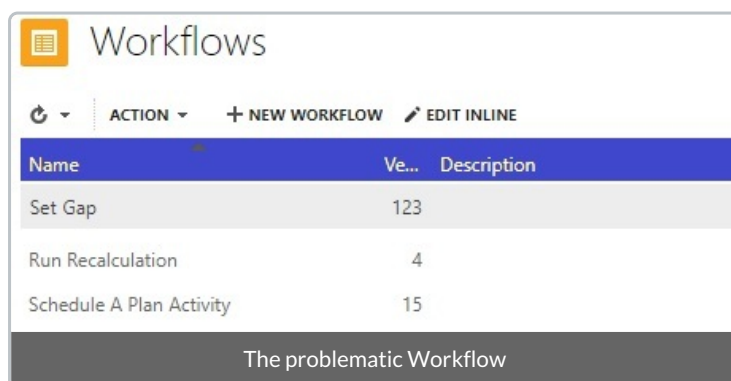 Workflows
ACTION + NEW WORKFLOW EDIT INLINE
Name Ve... Description
Set Gap 123
Run Recalculation 4
Schedule A Plan Activity 15
The problematic Workflow